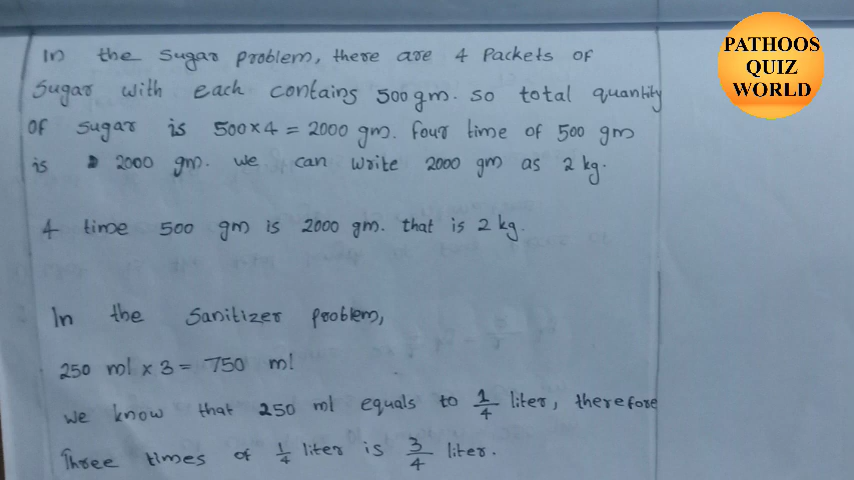 PATHOOS
QUIZ
WORLD
In the sugar problem, there are 4 Packets of
sugar with each contains 500 gm. so total quantity
of sugar is 500×4 = 2000 gm. four time of 500 gm
is 2000 gm. we can write 2000 gm as 2 kg.
4 time 500 gm is 2000 gm. that is 2 kg.
In the Sanitizer problem,
250 ml × 3 = 750 ml
we know that 250 ml equals to 1/4 liter, therefore
Three times of 1/4 liter is 3/4 liter.